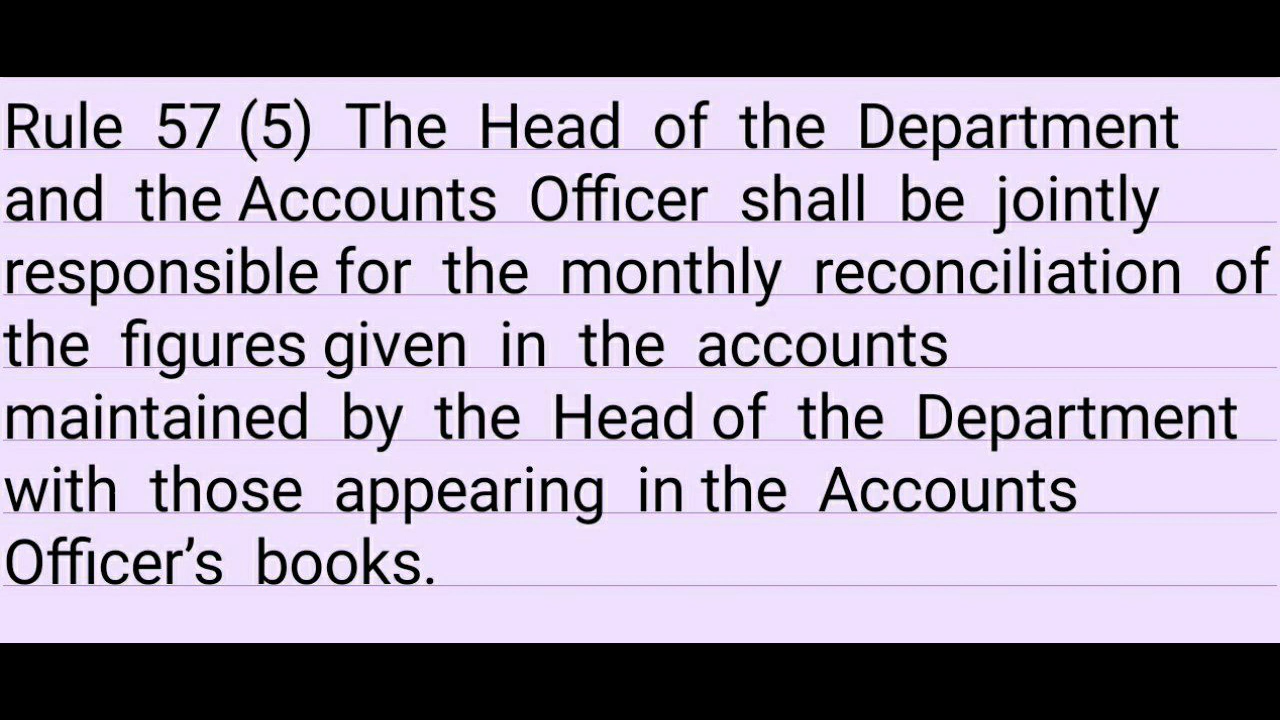 Rule 57 (5) The Head of the Department
and the Accounts Officer shall be jointly
responsible for the monthly reconciliation of
the figures given in the accounts
maintained by the Head of the Department
with those appearing in the Accounts
Officer’s books.